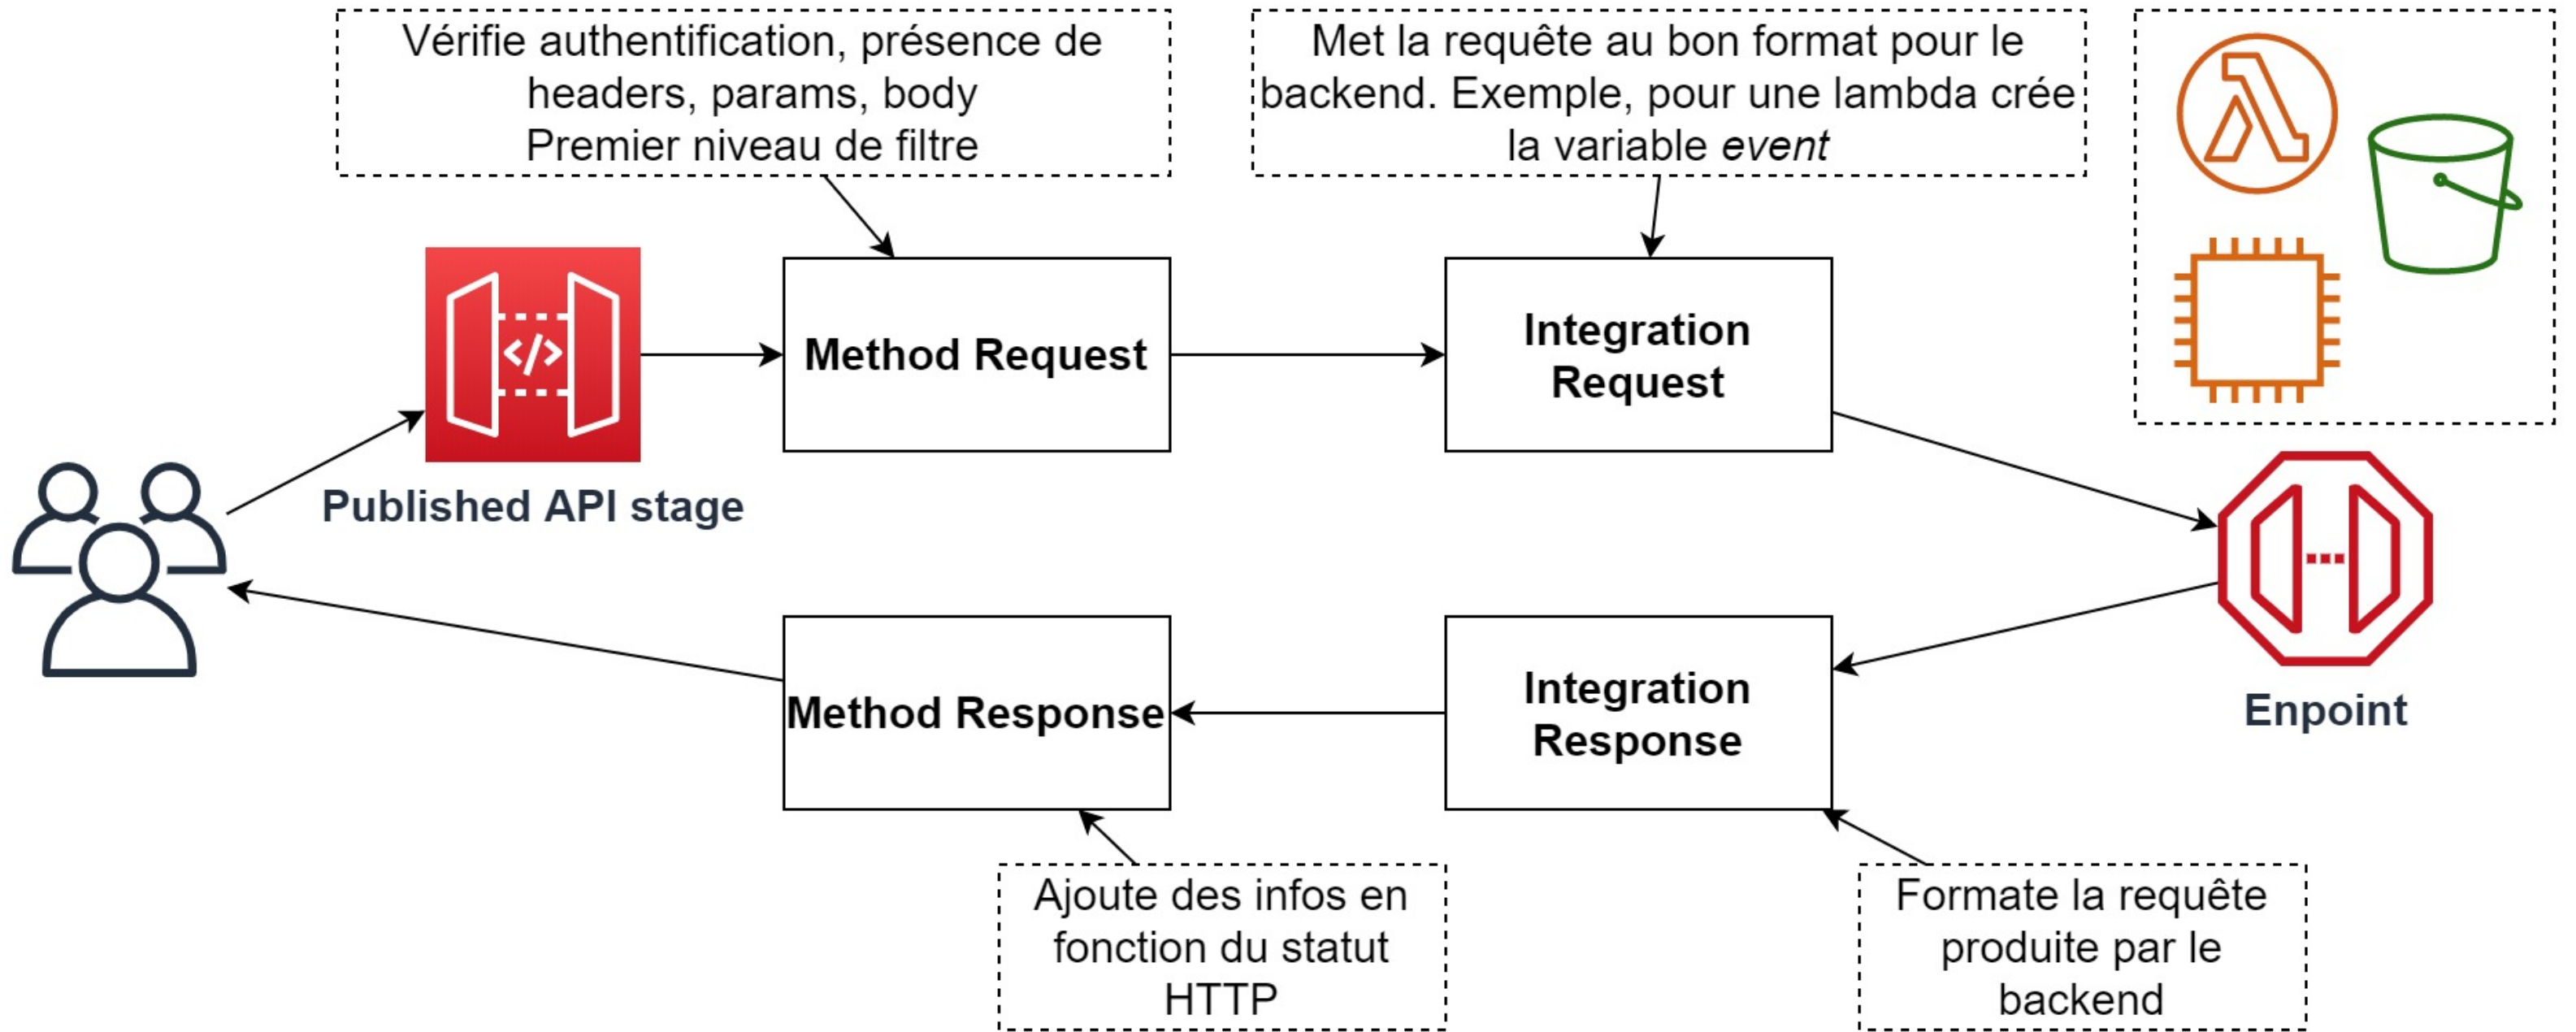 Vérifie authentification, présence de
headers, params, body
Premier niveau de filtre
Met la requête au bon format pour le
backend. Exemple, pour une lambda crée
la variable event
</>
Published API stage
Method Request
Integration
Request
Enpoint
Integration
Response
Method Response
Ajoute des infos en
fonction du statut
HTTP
Formate la requête
produite par le
backend